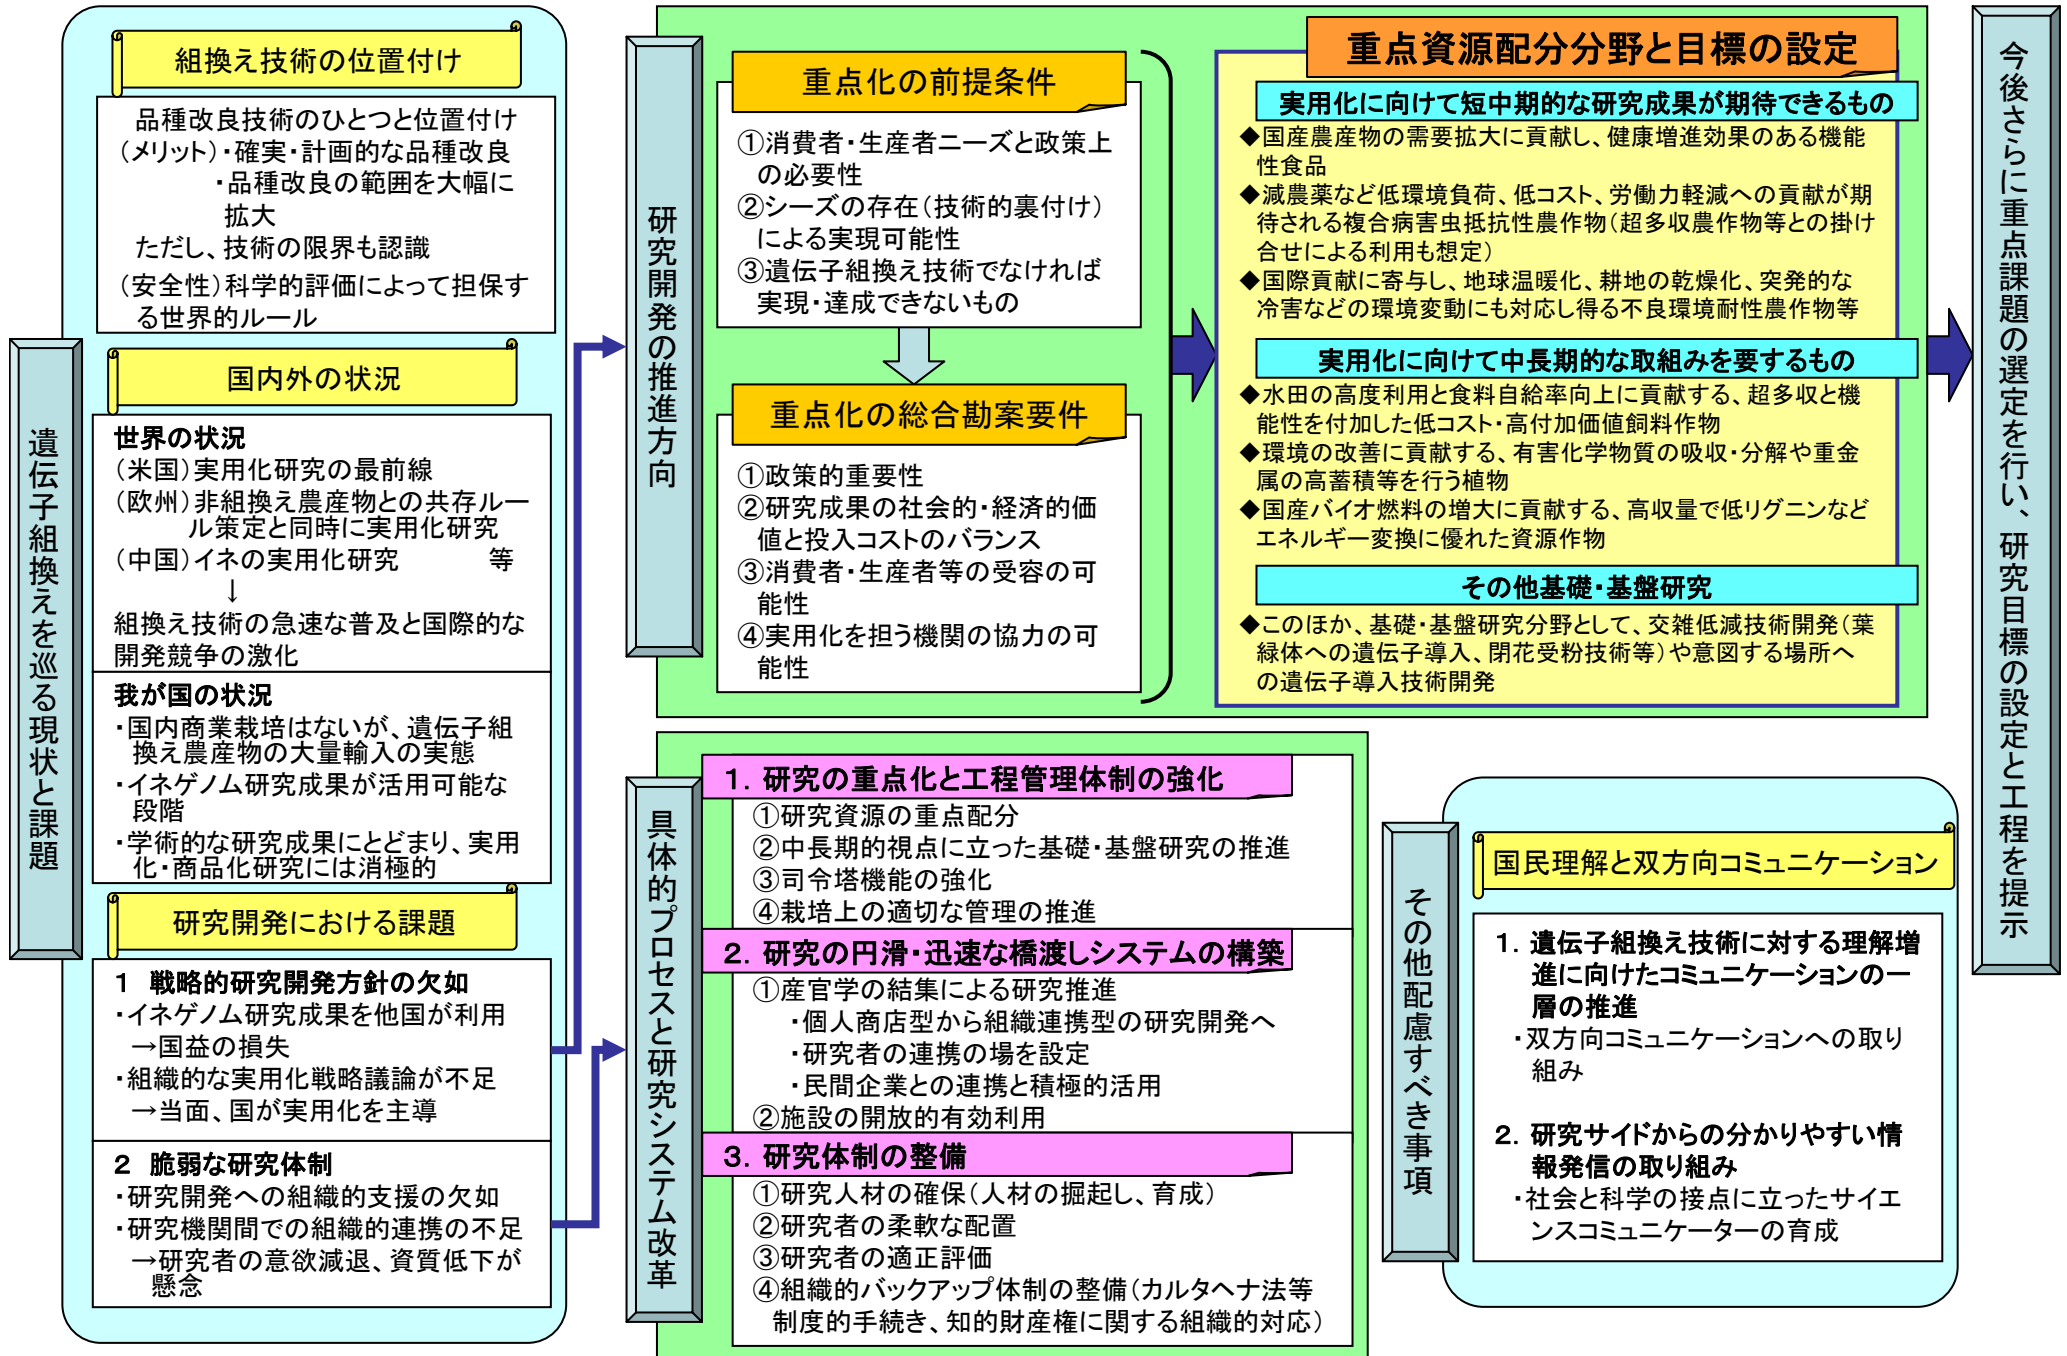 遺伝子組換えを巡る現状と課題
組換え技術の位置付け
品種改良技術のひとつと位置付け
(メリット)・確実・計画的な品種改良
・品種改良の範囲を大幅に
拡大
ただし、技術の限界も認識
(安全性)科学的評価によって担保す
る世界的ルール
国内外の状況
世界の状況
(米国)実用化研究の最前線
(欧州)非組換え農産物との共存ルー
ル策定と同時に実用化研究
(中国)イネの実用化研究 等
↓
組換え技術の急速な普及と国際的な
開発競争の激化
我が国の状況
・国内商業栽培はないが、遺伝子組
換え農産物の大量輸入の実態
・イネゲノム研究成果が活用可能な
段階
・学術的な研究成果にとどまり、実用
化・商品化研究には消極的
研究開発における課題
1 戦略的研究開発方針の欠如
・イネゲノム研究成果を他国が利用
→国益の損失
・組織的な実用化戦略議論が不足
→当面、国が実用化を主導
2 脆弱な研究体制
・研究開発への組織的支援の欠如
・研究機関間での組織的連携の不足
→研究者の意欲減退、資質低下が
懸念
研究開発の推進方向
重点化の前提条件
①消費者・生産者ニーズと政策上
の必要性
②シーズの存在(技術的裏付け)
による実現可能性
③遺伝子組換え技術でなければ
実現・達成できないもの
重点化の総合勘案要件
①政策的重要性
②研究成果の社会的・経済的価
値と投入コストのバランス
③消費者・生産者等の受容の可
能性
④実用化を担う機関の協力の可
能性
重点資源配分分野と目標の設定
実用化に向けて短中期的な研究成果が期待できるもの
◆国産農産物の需要拡大に貢献し、健康増進効果のある機能
性食品
◆減農薬など低環境負荷、低コスト、労働力軽減への貢献が期
待される複合病害虫抵抗性農作物(超多収農作物等との掛け
合せによる利用も想定)
◆国際貢献に寄与し、地球温暖化、耕地の乾燥化、突発的な
冷害などの環境変動にも対応し得る不良環境耐性農作物等
実用化に向けて中長期的な取組みを要するもの
◆水田の高度利用と食料自給率向上に貢献する、超多収と機
能性を付加した低コスト・高付加価値飼料作物
◆環境の改善に貢献する、有害化学物質の吸収・分解や重金
属の高蓄積等を行う植物
◆国産バイオ燃料の増大に貢献する、高収量で低リグニンなど
エネルギー変換に優れた資源作物
その他基礎・基盤研究
◆このほか、基礎・基盤研究分野として、交雑低減技術開発(葉
緑体への遺伝子導入、閉花受粉技術等)や意図する場所へ
の遺伝子導入技術開発
今後さらに重点課題の選定を行い、研究目標の設定と工程を提示
具体的プロセスと研究システム改革
1. 研究の重点化と工程管理体制の強化
①研究資源の重点配分
②中長期的視点に立った基礎・基盤研究の推進
③司令塔機能の強化
④栽培上の適切な管理の推進
2. 研究の円滑・迅速な橋渡しシステムの構築
①産官学の結集による研究推進
・個人商店型から組織連携型の研究開発へ
・研究者の連携の場を設定
・民間企業との連携と積極的活用
②施設の開放的有効利用
3. 研究体制の整備
①研究人材の確保(人材の掘起し、育成)
②研究者の柔軟な配置
③研究者の適正評価
④組織的バックアップ体制の整備(カルタヘナ法等
制度的手続き、知的財産権に関する組織的対応)
その他配慮すべき事項
国民理解と双方向コミュニケーション
1. 遺伝子組換え技術に対する理解増
進に向けたコミュニケーションの一
層の推進
・双方向コミュニケーションへの取り
組み
2. 研究サイドからの分かりやすい情
報発信の取り組み
・社会と科学の接点に立ったサイエ
ンスコミュニケーターの育成